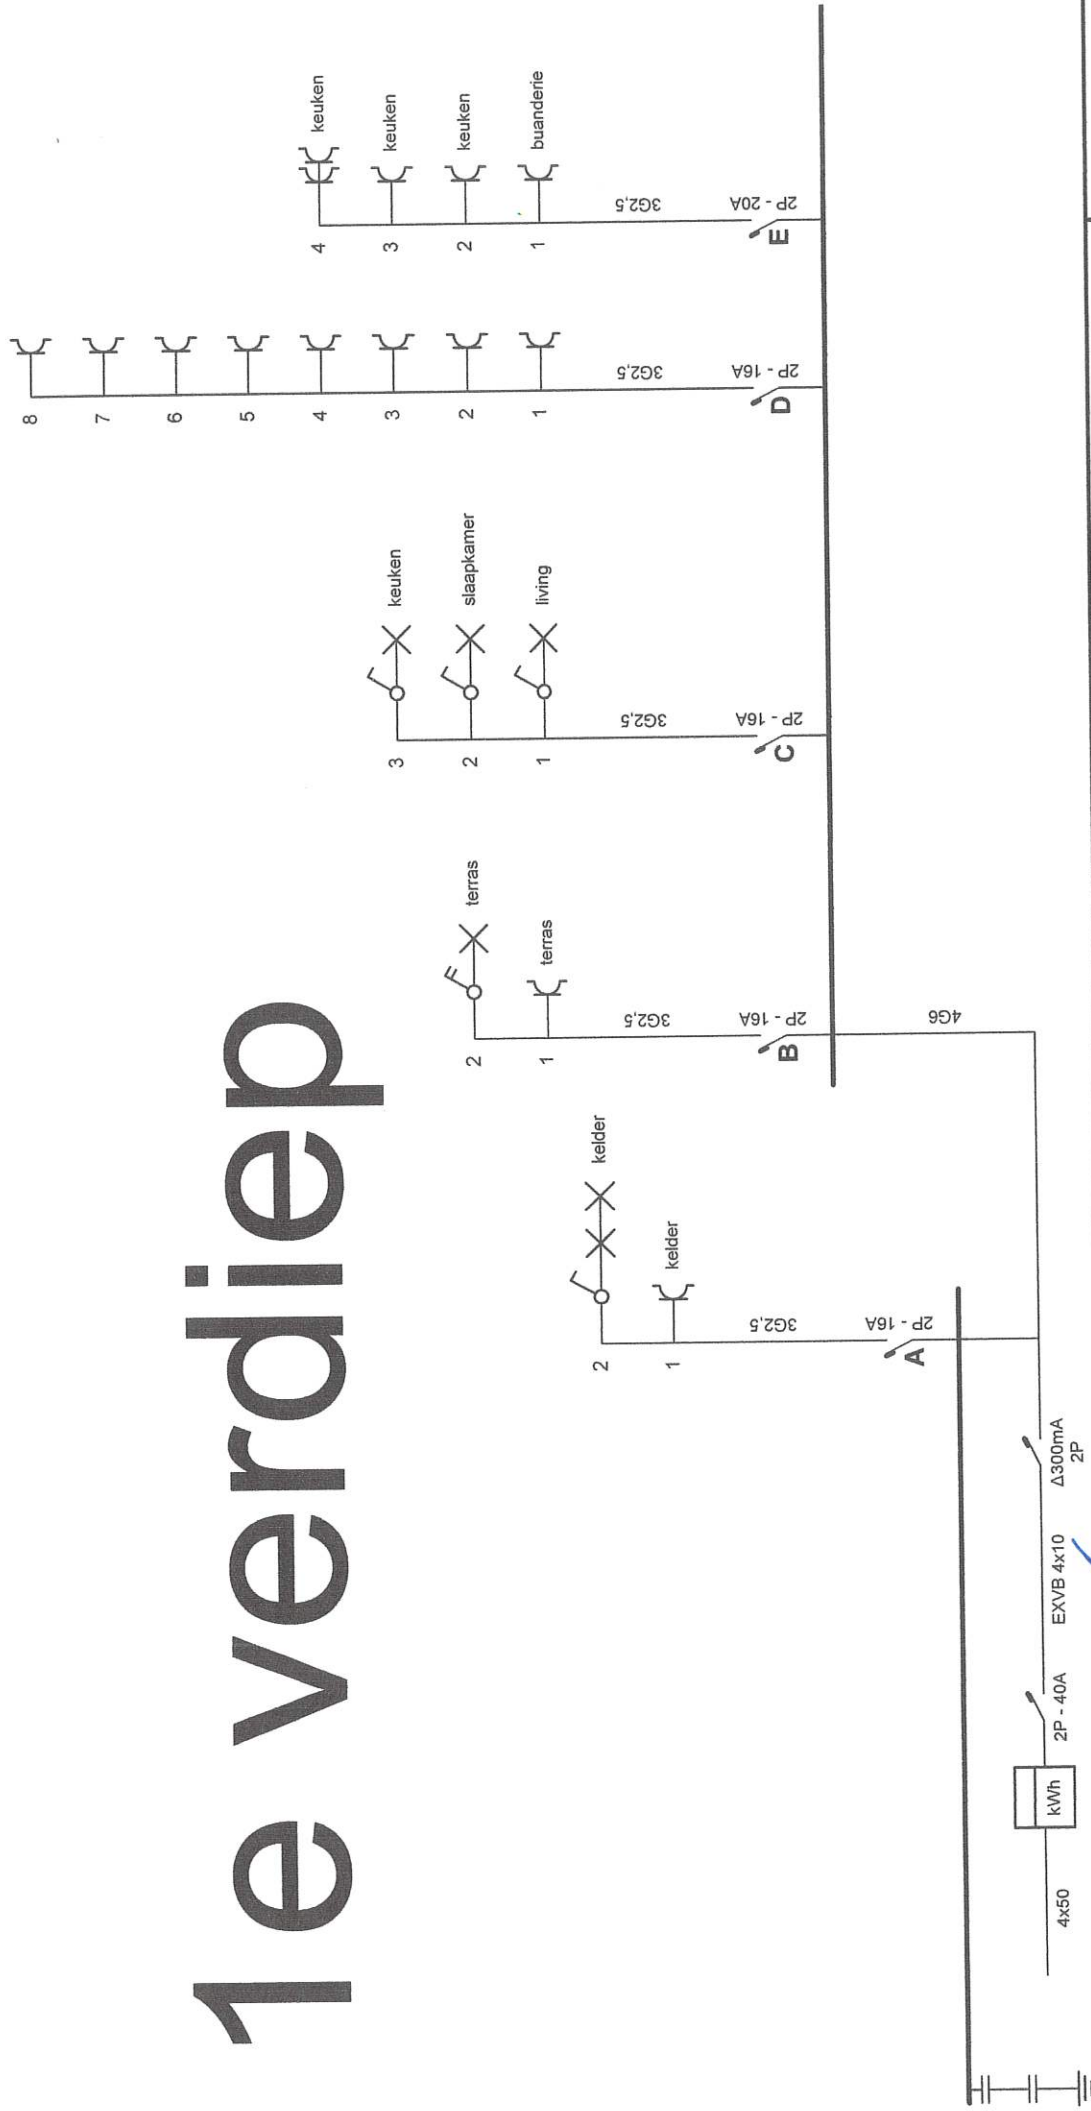 1e verdiep
8
7
6
5
4
3
2
1
3G2,5
2P - 16A
D
4 keuken
3 keuken
2 keuken
1 buanderie
3G2,5
2P - 20A
E
3 keuken
2 slaapkamer
1 living
3G2,5
2P - 16A
C
2 terras
1 terras
3G2,5
2P - 16A
B
4G6
2 kelder
1 kelder
3G2,5
2P - 16A
A
4x50
kWh
2P - 40A
EXVB 4x10
Δ300mA
2P